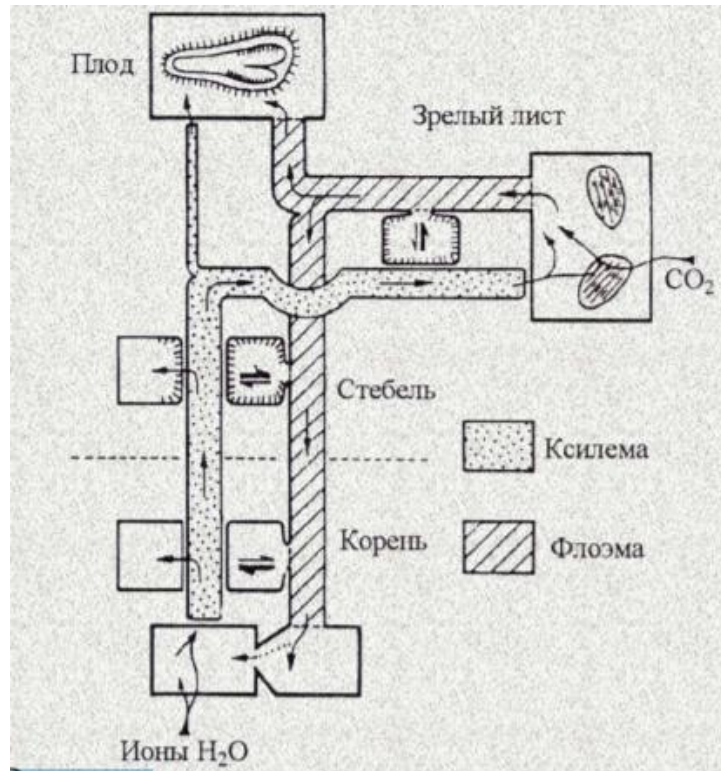 Плод
Зрелый лист
CO₂
Стебель
Ксилема
Корень
Флоэма
Ионы H₂O